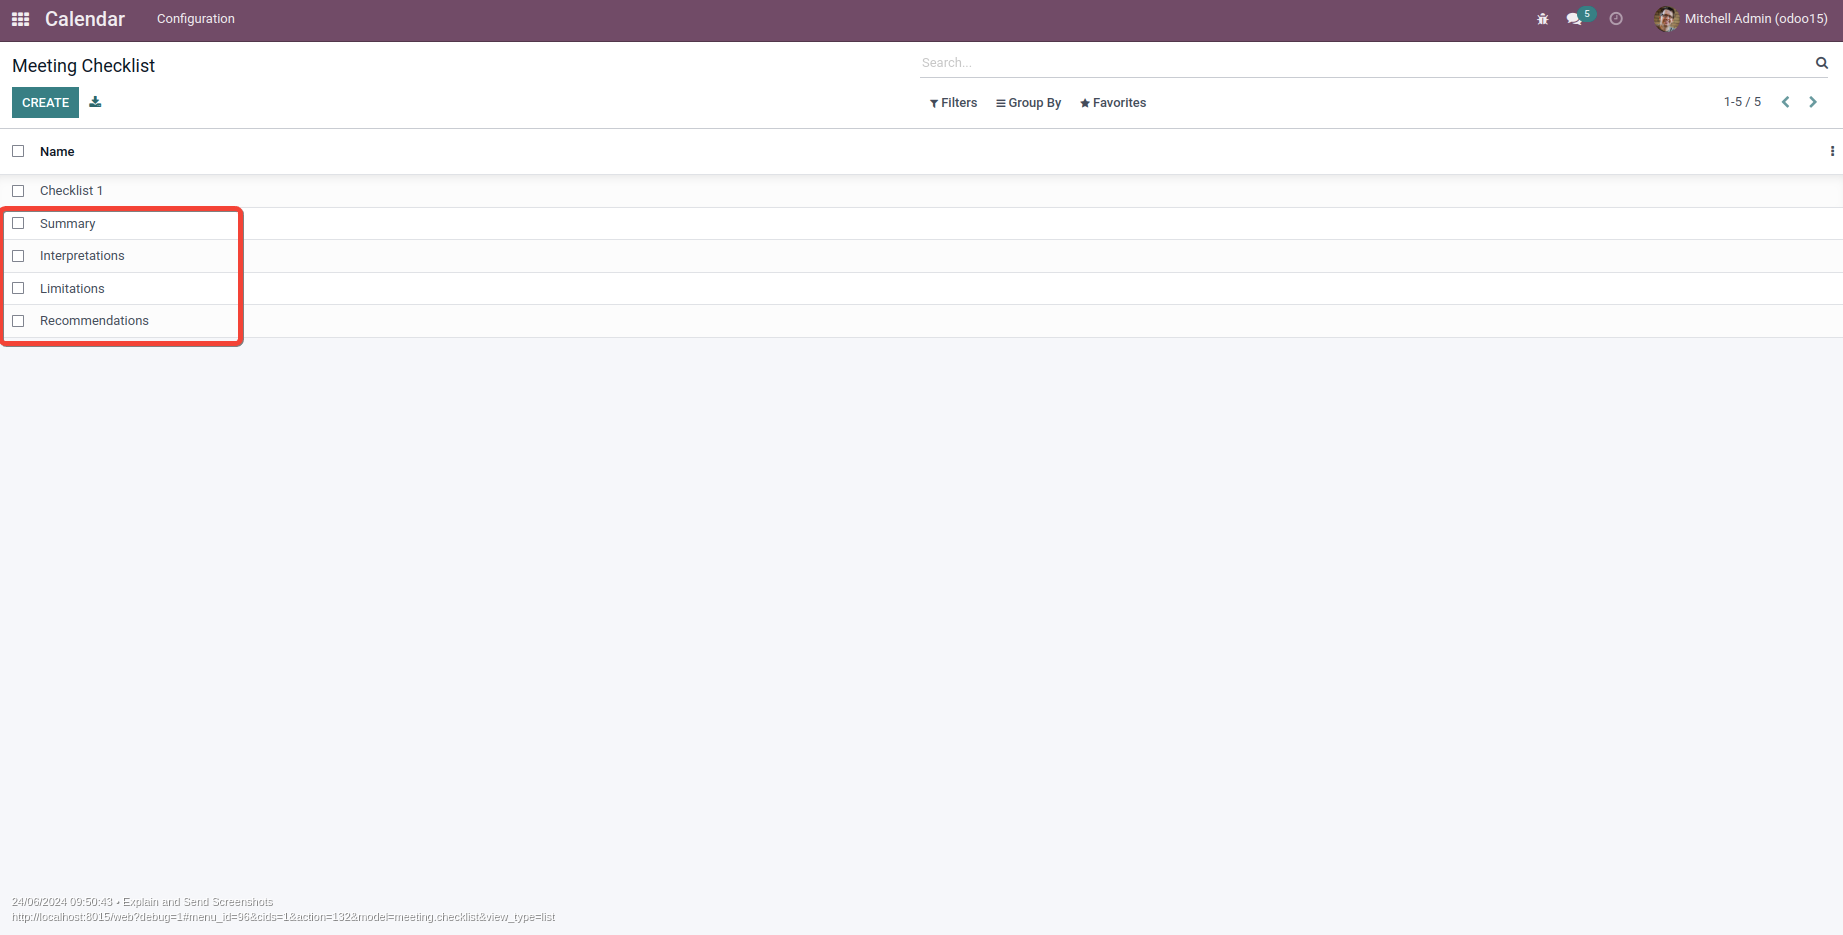 Calendar Configuration 5 Mitchell Admin (odoo15)
Meeting Checklist Search...
CREATE Filters Group By Favorites 1-5 / 5
Name
Checklist 1
Summary
Interpretations
Limitations
Recommendations
24/06/2024 09:50:43 • Explain and Send Screenshots
http://localhost:8015/web?debug=1#menu_id=96&cids=1&action=132&model=meeting.checklist&view_type=list